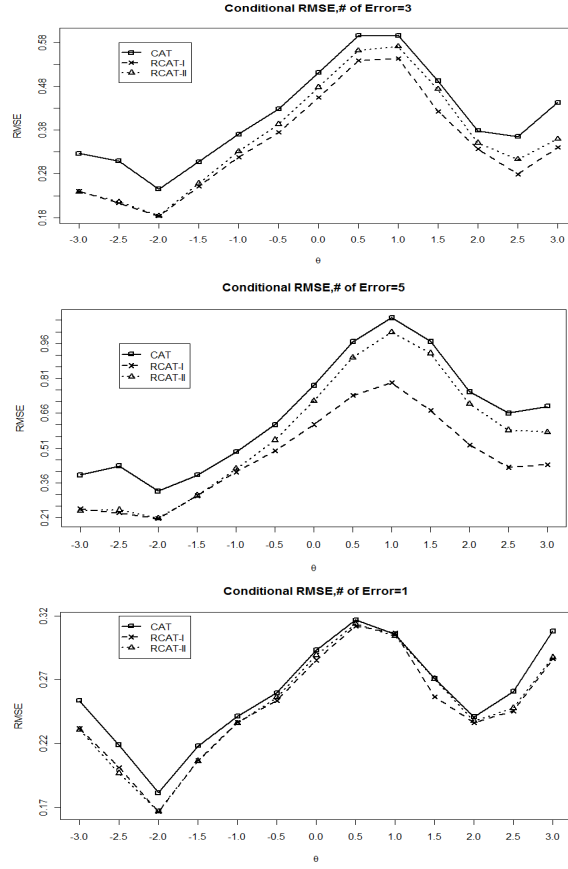 Conditional RMSE,# of Error=3
0.58
0.48
0.38
0.28
0.18
RMSE
CAT
RCAT-I
RCAT-II
-3.0 -2.5 -2.0 -1.5 -1.0 -0.5 0.0 0.5 1.0 1.5 2.0 2.5 3.0
θ
Conditional RMSE,# of Error=5
0.96
0.81
0.66
0.51
0.36
0.21
RMSE
CAT
RCAT-I
RCAT-II
-3.0 -2.5 -2.0 -1.5 -1.0 -0.5 0.0 0.5 1.0 1.5 2.0 2.5 3.0
θ
Conditional RMSE,# of Error=1
0.32
0.27
0.22
0.17
RMSE
CAT
RCAT-I
RCAT-II
-3.0 -2.5 -2.0 -1.5 -1.0 -0.5 0.0 0.5 1.0 1.5 2.0 2.5 3.0
θ